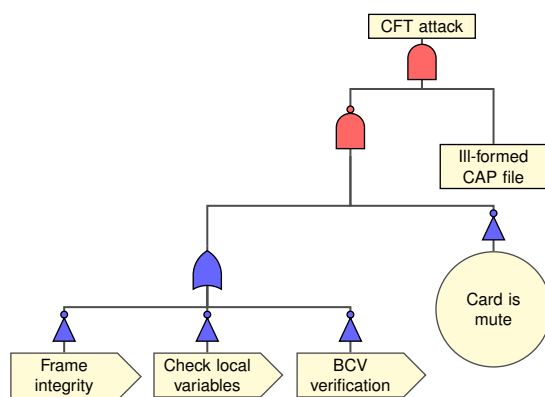 CFT attack
Ill-formed
CAP file
Card is
mute
Frame
integrity
Check local
variables
BCV
verification